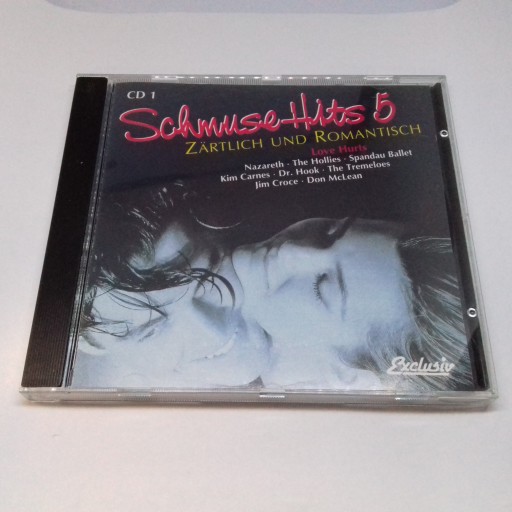 CD 1
Schmuse-Hits 5
ZÄRTLICH UND ROMANTISCH
Love Hurts
Nazareth · The Hollies · Spandau Ballet
Kim Carnes · Dr. Hook · The Tremeloes
Jim Croce · Don McLean
Exclusiv